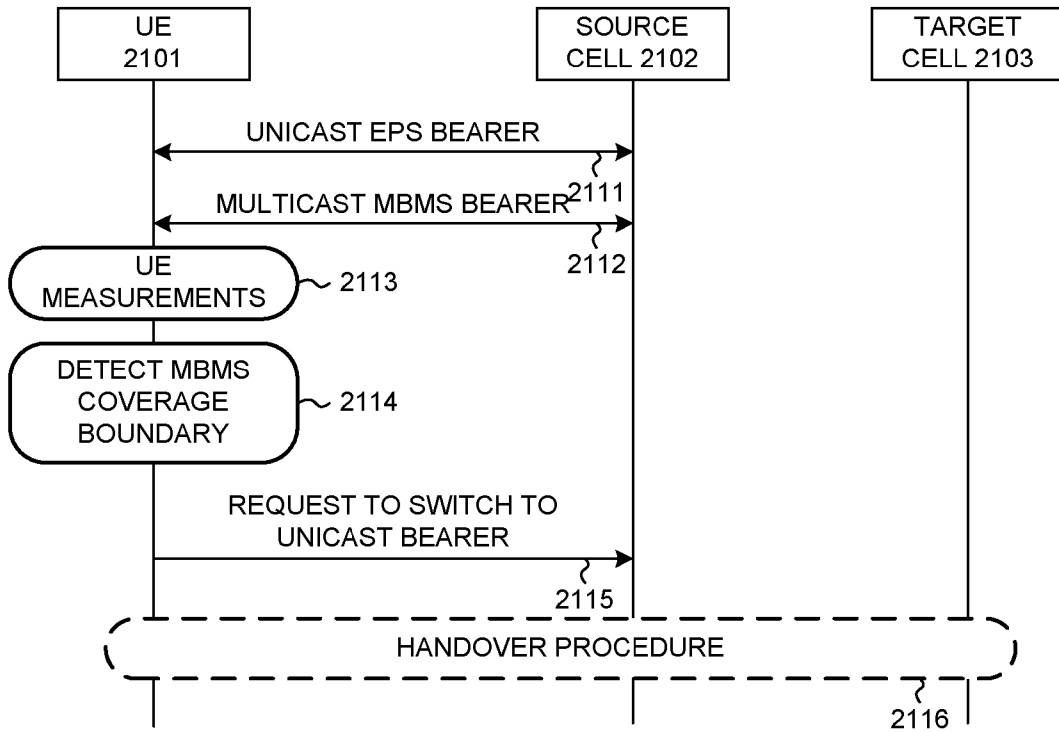 UE
2101
SOURCE
CELL 2102
TARGET
CELL 2103
UNICAST EPS BEARER
2111
MULTICAST MBMS BEARER
2112
UE
MEASUREMENTS
2113
DETECT MBMS
COVERAGE
BOUNDARY
2114
REQUEST TO SWITCH TO
UNICAST BEARER
2115
HANDOVER PROCEDURE
2116